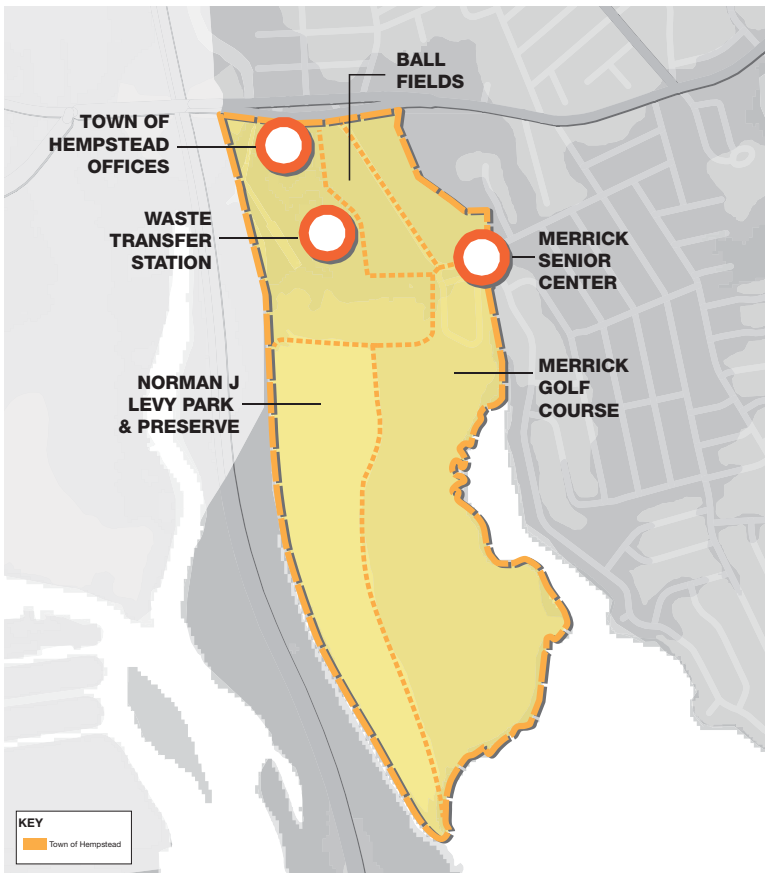 BALL
FIELDS
TOWN OF
HEMPSTEAD
OFFICES
WASTE
TRANSFER
STATION
MERRICK
SENIOR
CENTER
NORMAN J
LEVY PARK
& PRESERVE
MERRICK
GOLF
COURSE
KEY
Town of Hempstead